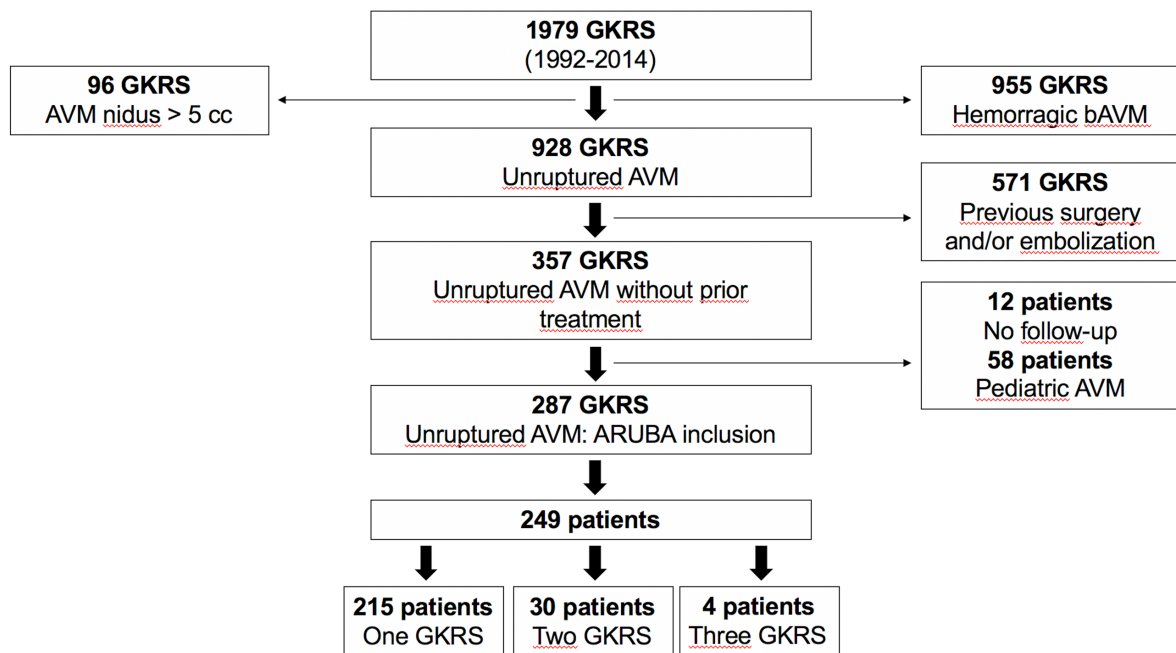 1979 GKRS
(1992-2014)
96 GKRS
AVM nidus > 5 cc
955 GKRS
Hemorragic bAVM
928 GKRS
Unruptured AVM
571 GKRS
Previous surgery
and/or embolization
357 GKRS
Unruptured AVM without prior
treatment
12 patients
No follow-up
58 patients
Pediatric AVM
287 GKRS
Unruptured AVM: ARUBA inclusion
249 patients
215 patients
One GKRS
30 patients
Two GKRS
4 patients
Three GKRS